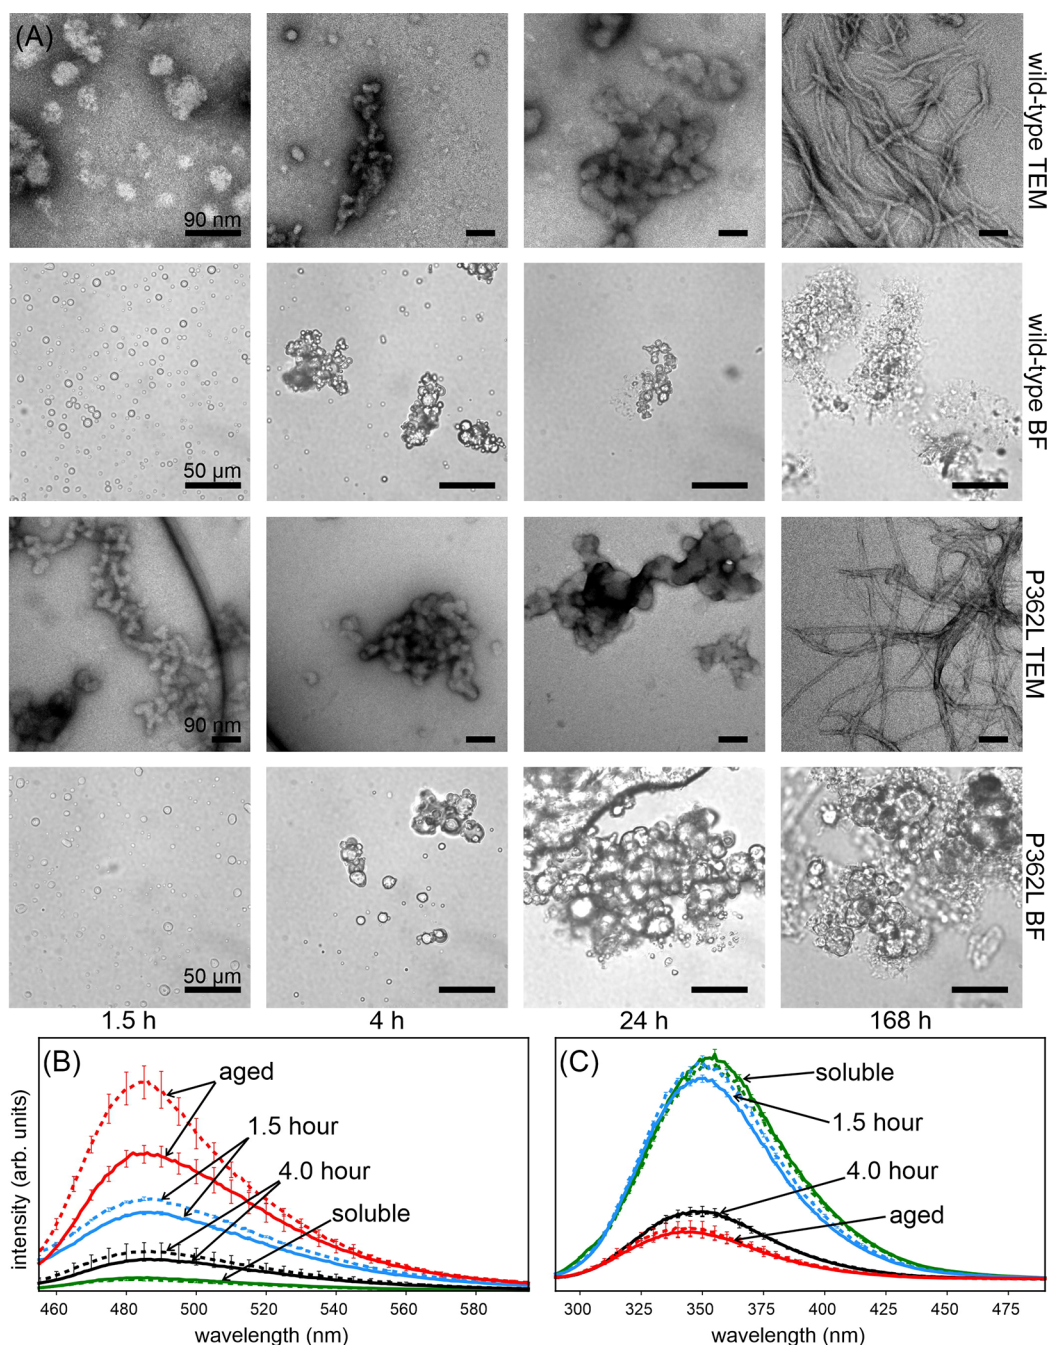 (A)
90 nm
wild-type TEM
50 µm
wild-type BF
90 nm
P362L TEM
50 µm
P362L BF
1.5 h
4 h
24 h
168 h
(B)
aged
1.5 hour
4.0 hour
soluble
intensity (arb. units)
460 480 500 520 540 560 580
wavelength (nm)
(C)
soluble
1.5 hour
4.0 hour
aged
300 325 350 375 400 425 450 475
wavelength (nm)